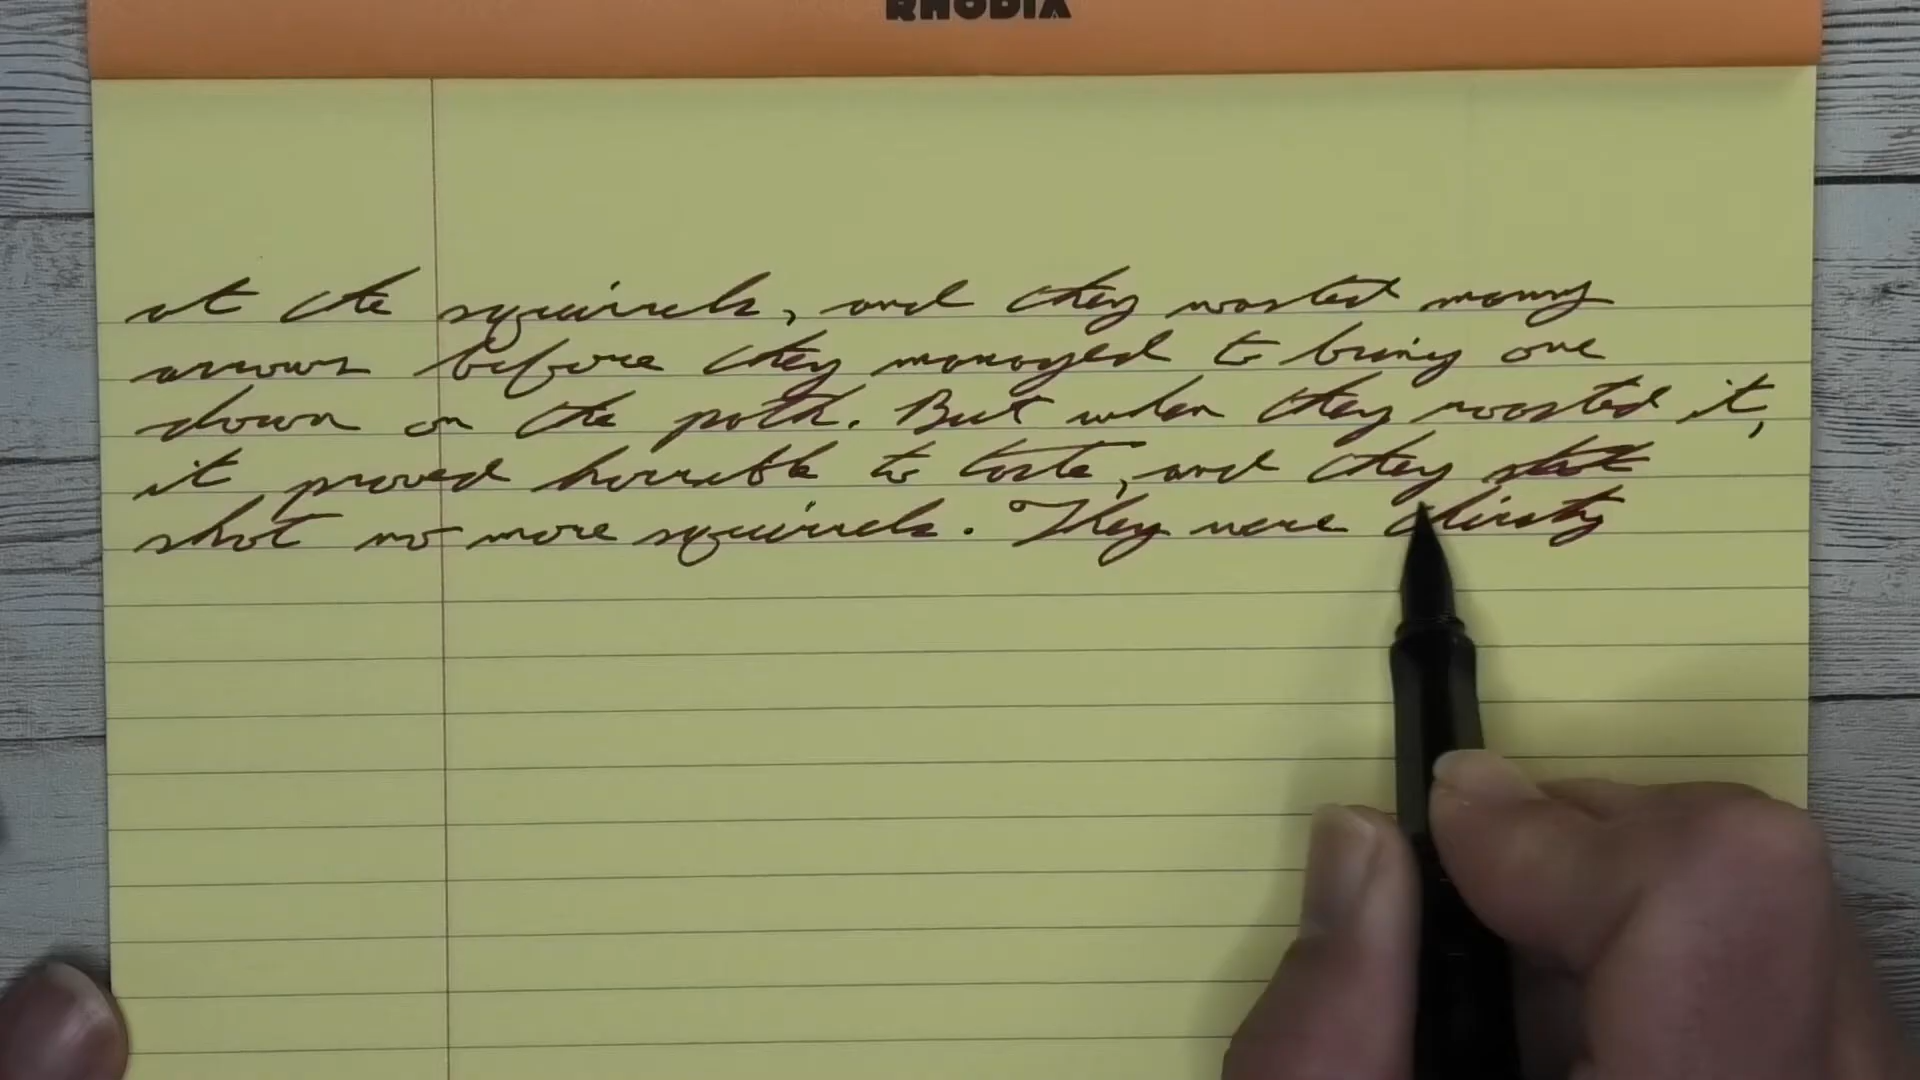 RHODIA
at the squirrels, and they wasted many
arrows before they managed to bring one
down on the path. But when they roasted it,
it proved horrible to taste, and they shot
shot no more squirrels. They were thirsty